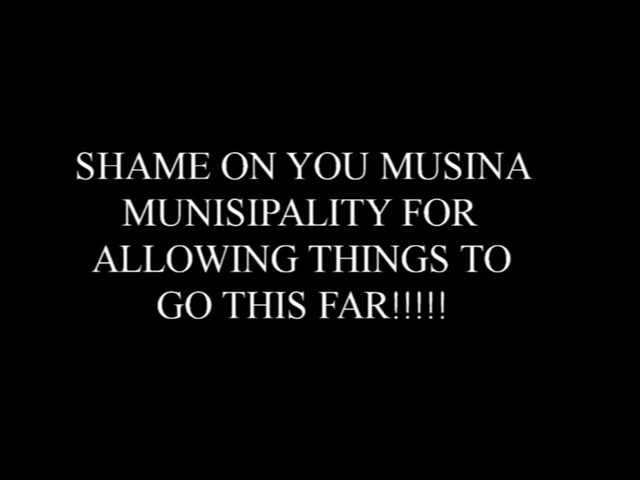 SHAME ON YOU MUSINA
MUNISIPALITY FOR
ALLOWING THINGS TO
GO THIS FAR!!!!!